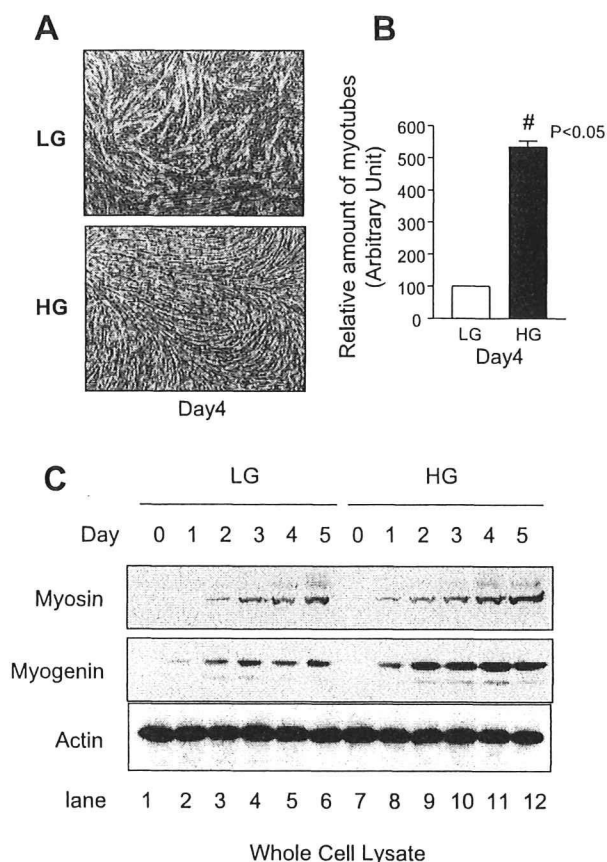 A
LG
HG
Day4
B
Relative amount of myotubes
(Arbitrary Unit)
600
500
400
300
200
100
0
#
P<0.05
LG HG
Day4
C
LG HG
Day 0 1 2 3 4 5 0 1 2 3 4 5
Myosin
Myogenin
Actin
lane 1 2 3 4 5 6 7 8 9 10 11 12
Whole Cell Lysate